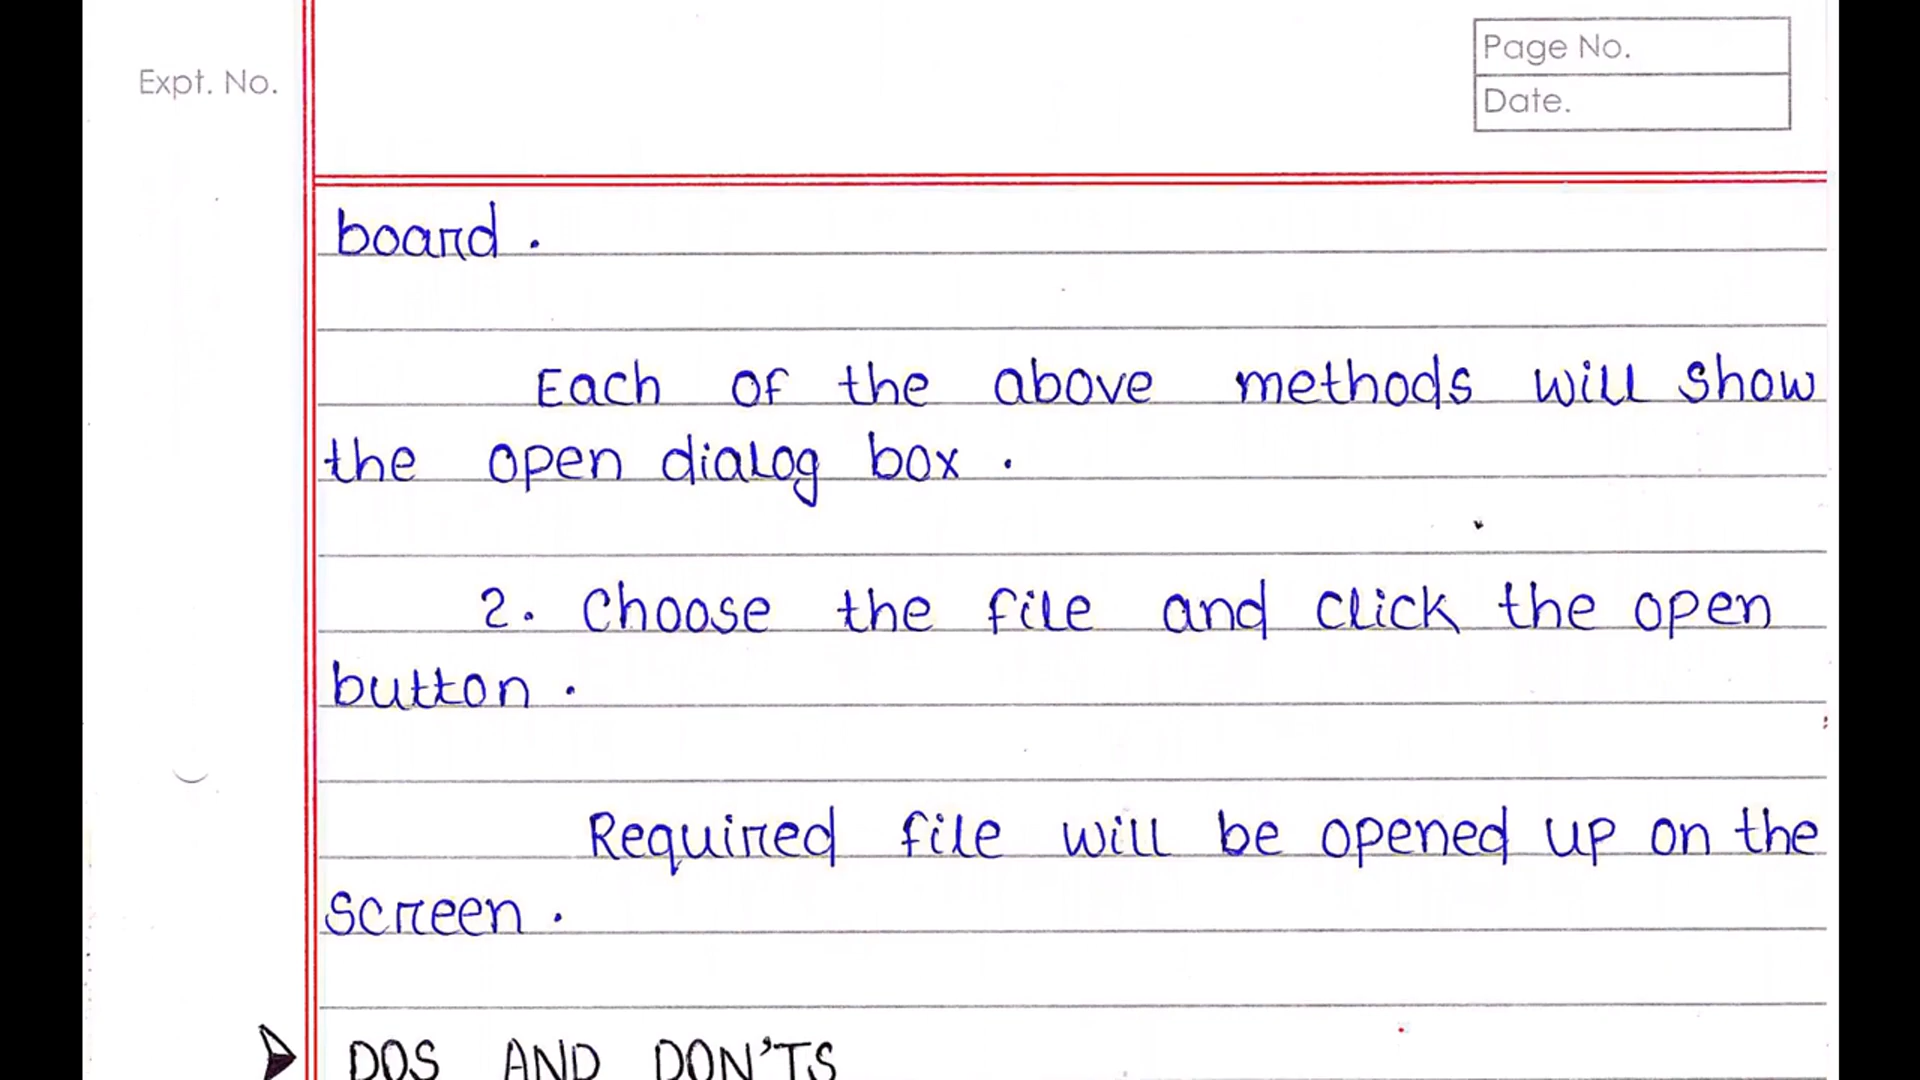 Page No.
Expt. No.
Date.
board.
Each of the above methods will show
the open dialog box.
2. Choose the file and click the open
button.
Required file will be opened up on the
screen.
DOS AND DON'TS